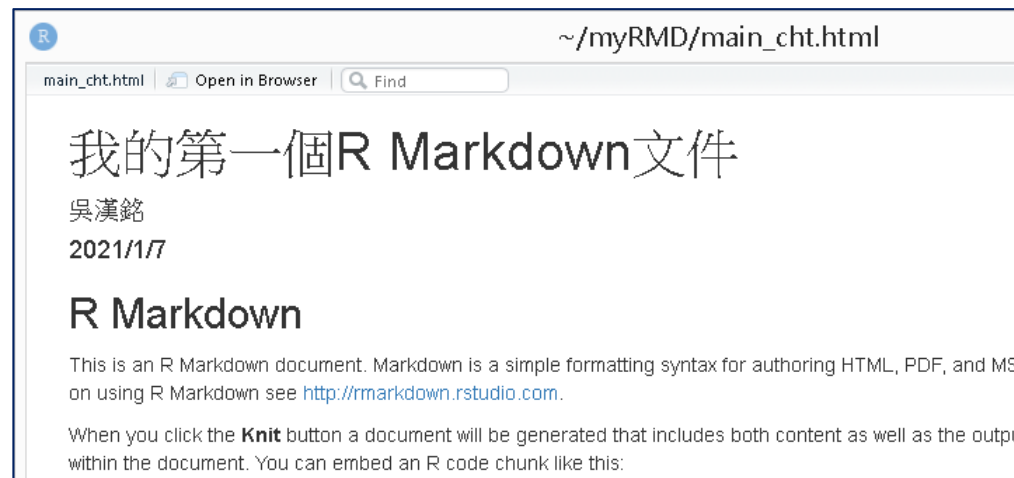 R
~/myRMD/main_cht.html
main_cht.html Open in Browser Find
我的第一個R Markdown文件
吳漢銘
2021/1/7
R Markdown
This is an R Markdown document. Markdown is a simple formatting syntax for authoring HTML, PDF, and MS
on using R Markdown see http://rmarkdown.rstudio.com.
When you click the Knit button a document will be generated that includes both content as well as the outpu
within the document. You can embed an R code chunk like this: